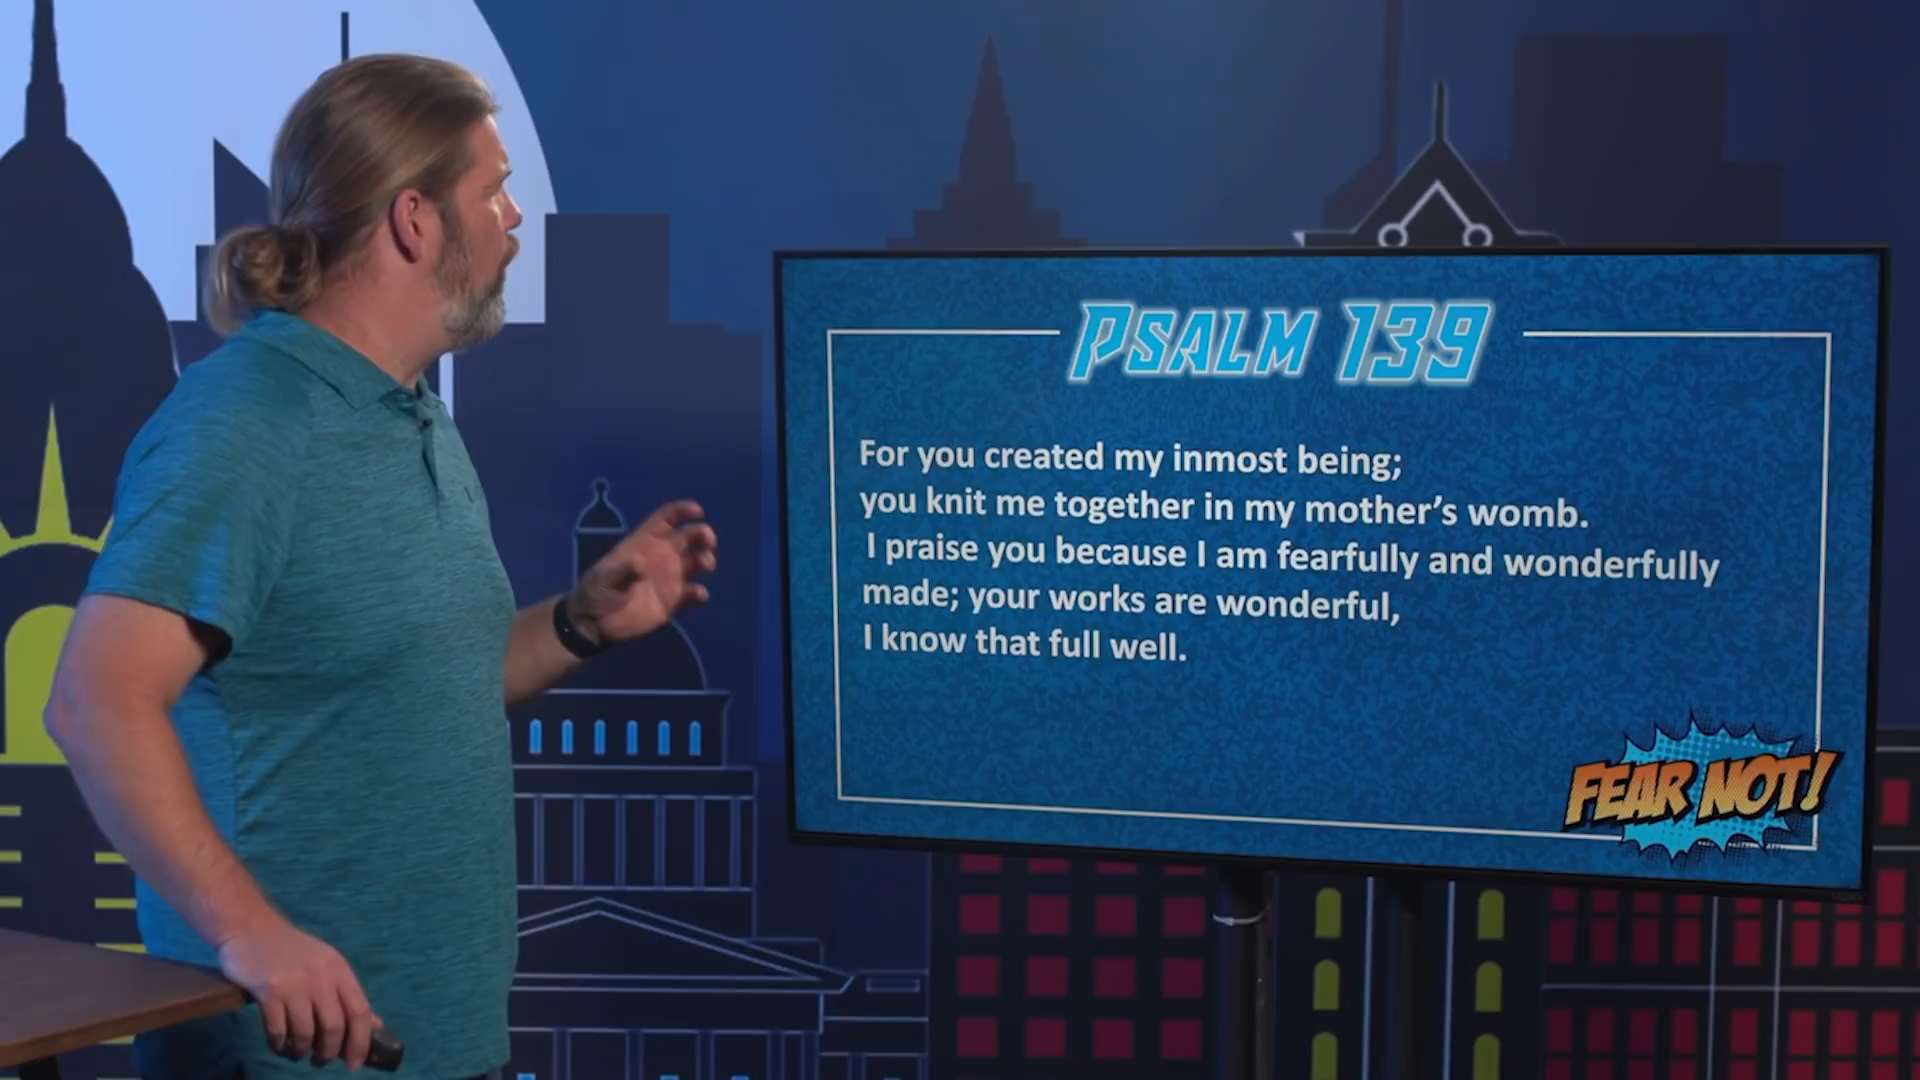 PSALM 139
For you created my inmost being;
you knit me together in my mother’s womb.
I praise you because I am fearfully and wonderfully
made; your works are wonderful,
I know that full well.
FEAR NOT!